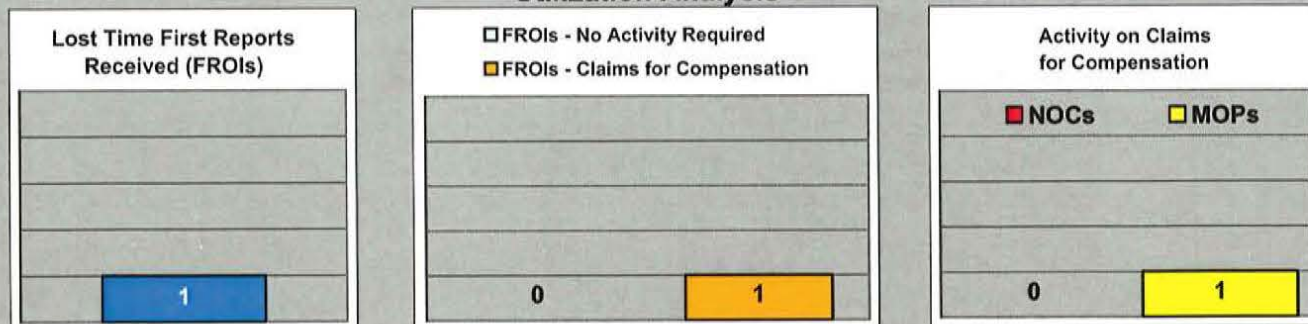 Lost Time First Reports
Received (FROIs)
1
FROIs - No Activity Required
FROIs - Claims for Compensation
0 1
Activity on Claims
for Compensation
NOCs MOPs
0 1